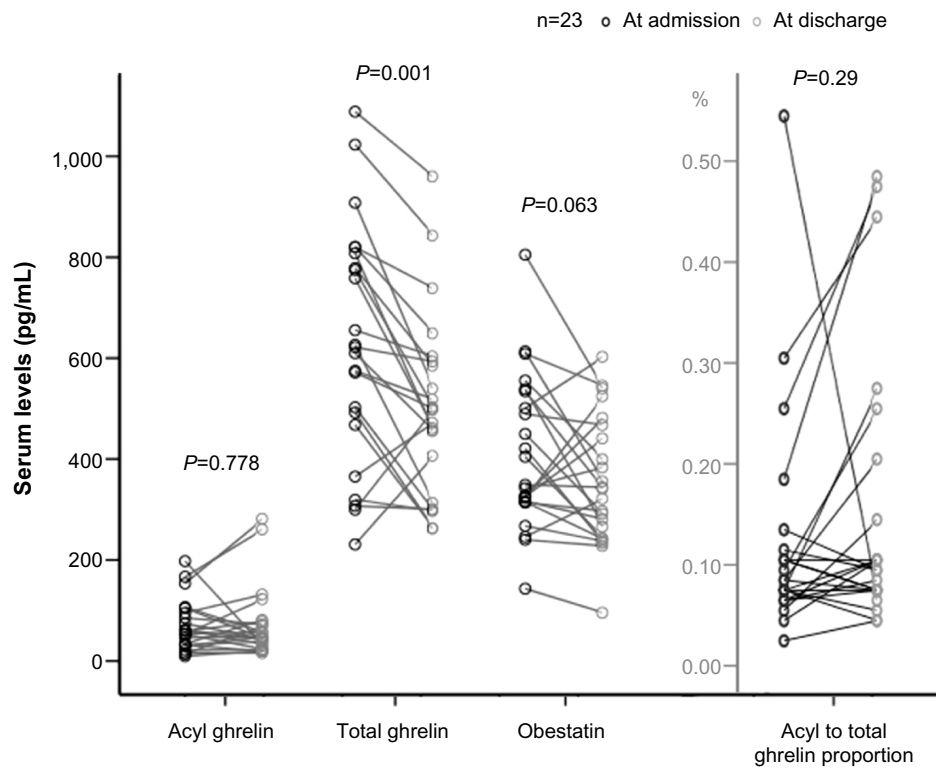 n=23 At admission At discharge
P=0.001
P=0.29
%
1,000
0.50
P=0.063
800
0.40
600
0.30
400
P=0.778
0.20
200
0.10
0
0.00
Serum levels (pg/mL)
Acyl ghrelin
Total ghrelin
Obestatin
Acyl to total
ghrelin proportion